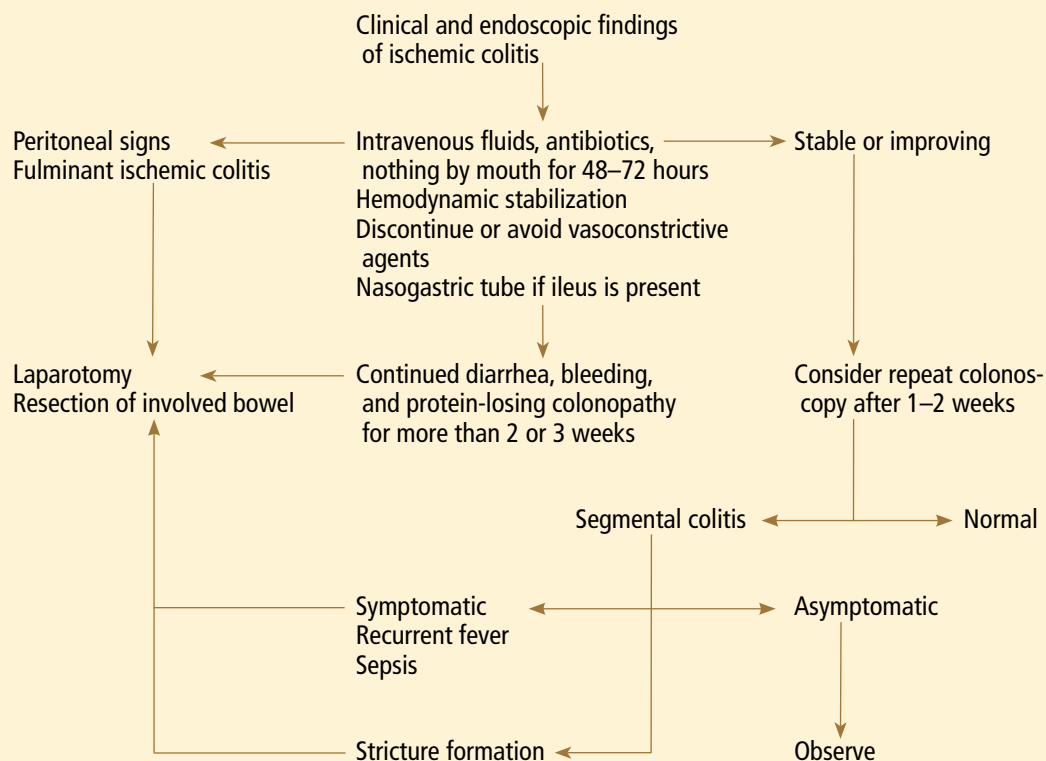 Clinical and endoscopic findings
of ischemic colitis
Peritoneal signs
Fulminant ischemic colitis
Intravenous fluids, antibiotics,
nothing by mouth for 48–72 hours
Hemodynamic stabilization
Discontinue or avoid vasoconstrictive
agents
Nasogastric tube if ileus is present
Stable or improving
Laparotomy
Resection of involved bowel
Continued diarrhea, bleeding,
and protein-losing colonopathy
for more than 2 or 3 weeks
Consider repeat colonos-
copy after 1–2 weeks
Segmental colitis
Normal
Symptomatic
Recurrent fever
Sepsis
Asymptomatic
Stricture formation
Observe